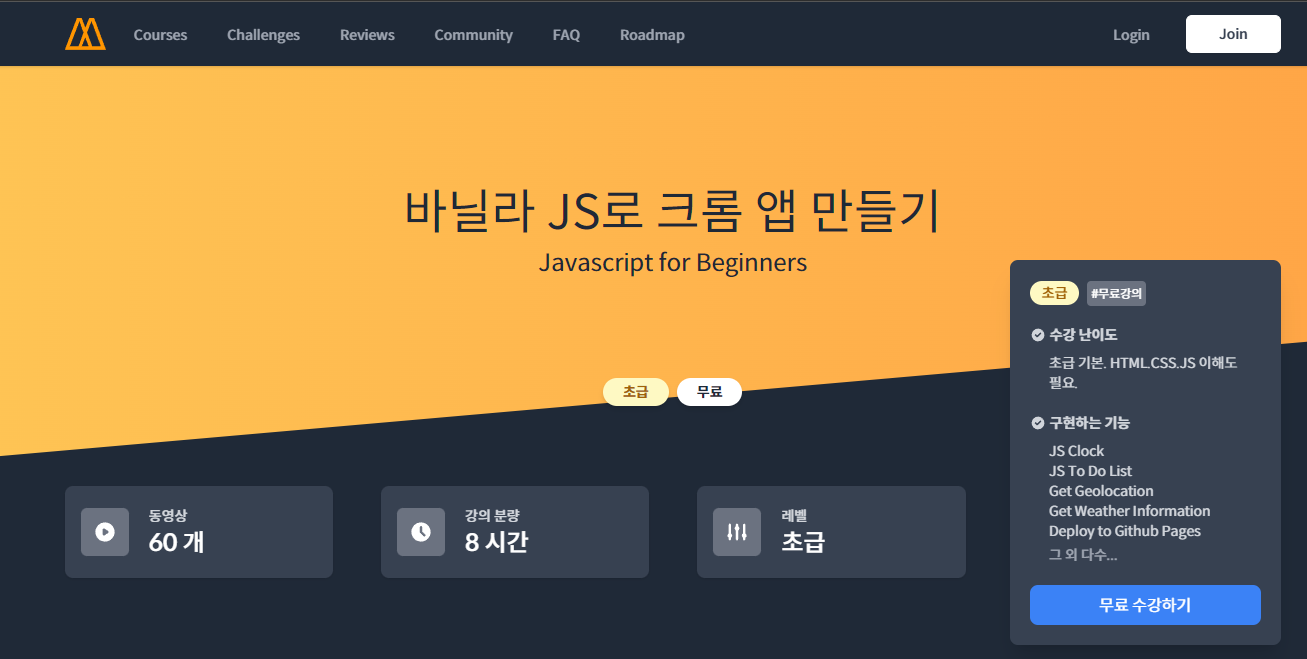 Courses Challenges Reviews Community FAQ Roadmap Login Join
바닐라 JS로 크롬 앱 만들기
Javascript for Beginners
초급 무료
동영상
60 개
강의 분량
8 시간
레벨
초급
초급 #무료강의
수강 난이도
초급 기본. HTML.CSS.JS 이해도
필요.
구현하는 기능
JS Clock
JS To Do List
Get Geolocation
Get Weather Information
Deploy to Github Pages
그 외 다수...
무료 수강하기